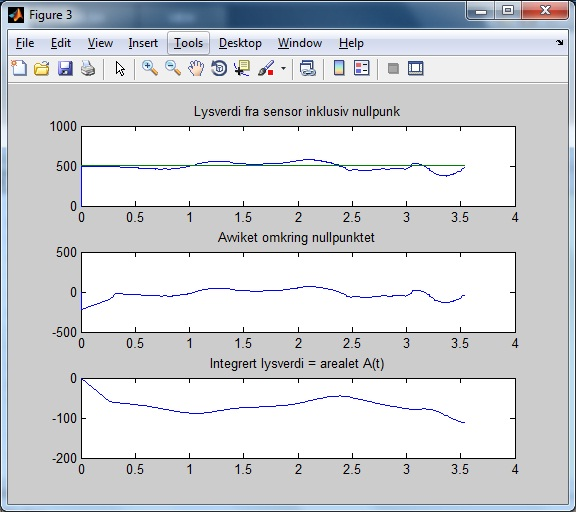 Figure 3
File Edit View Insert Tools Desktop Window Help
Lysverdi fra sensor inklusiv nullpunk
1000
500
0
0 0.5 1 1.5 2 2.5 3 3.5 4
Avviket omkring nullpunktet
500
0
-500
0 0.5 1 1.5 2 2.5 3 3.5 4
Integrert lysverdi = arealet A(t)
0
-100
-200
0 0.5 1 1.5 2 2.5 3 3.5 4